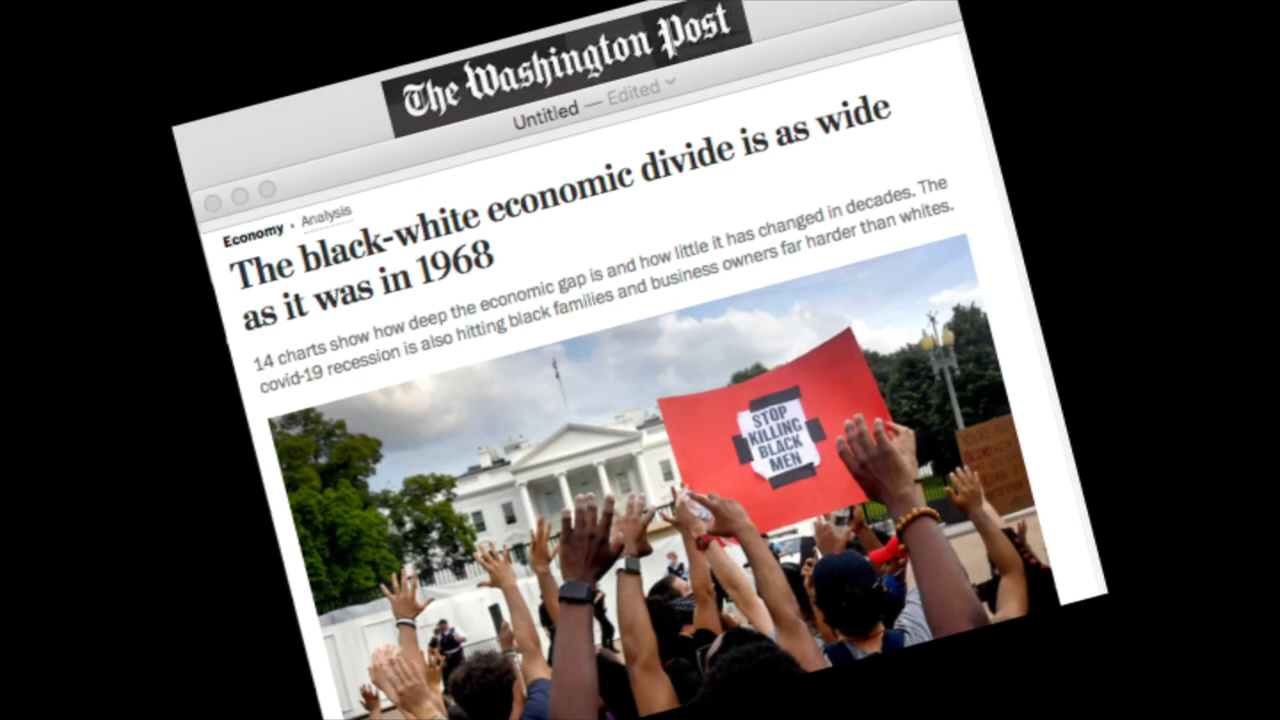 The Washington Post
Untitled — Edited
Economy · Analysis
The black-white economic divide is as wide
as it was in 1968
14 charts show how deep the economic gap is and how little it has changed in decades. The
covid-19 recession is also hitting black families and business owners far harder than whites.
STOP
KILLING
BLACK
MEN